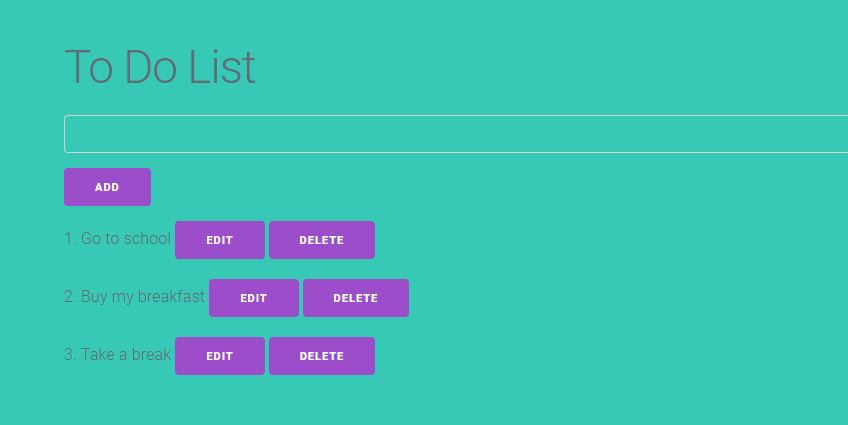 To Do List
ADD
1. Go to school EDIT DELETE
2. Buy my breakfast EDIT DELETE
3. Take a break EDIT DELETE